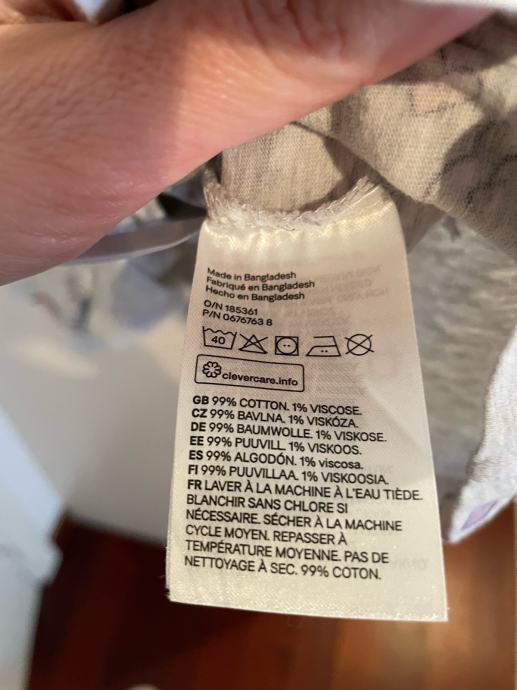 Made in Bangladesh
Fabriqué en Bangladesh
Hecho en Bangladesh
O/N 185361
P/N 0676763 8
40
clevercare.info
GB 99% COTTON. 1% VISCOSE.
CZ 99% BAVLNA. 1% VISKÓZA.
DE 99% BAUMWOLLE. 1% VISKOSE.
EE 99% PUUVILL. 1% VISKOOS.
ES 99% ALGODÓN. 1% viscosa.
FI 99% PUUVILLAA. 1% VISKOOSIA.
FR LAVER À LA MACHINE À L'EAU TIÈDE.
BLANCHIR SANS CHLORE SI
NÉCESSAIRE. SÉCHER À LA MACHINE
CYCLE MOYEN. REPASSER À
TEMPÉRATURE MOYENNE. PAS DE
NETTOYAGE À SEC. 99% COTON.